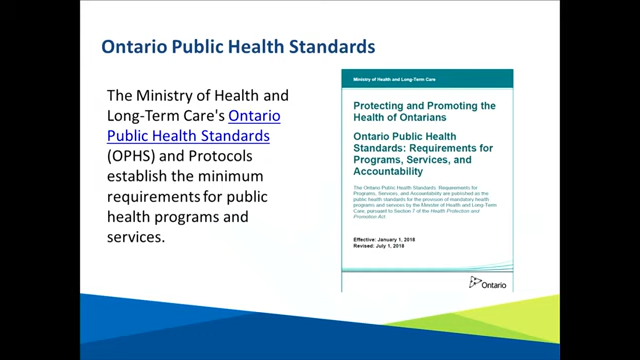 Ontario Public Health Standards
The Ministry of Health and
Long-Term Care's Ontario
Public Health Standards
(OPHS) and Protocols
establish the minimum
requirements for public
health programs and
services.
Ministry of Health and Long-Term Care
Protecting and Promoting the
Health of Ontarians
Ontario Public Health
Standards: Requirements for
Programs, Services, and
Accountability
The Ontario Public Health Standards: Requirements for
Programs, Services, and Accountability are published as the
public health standards for the provision of mandatory health
programs and services by the Minister of Health and Long-Term
Care, pursuant to Section 7 of the Health Protection and
Promotion Act.
Effective: January 1, 2018
Revised: July 1, 2018
Ontario